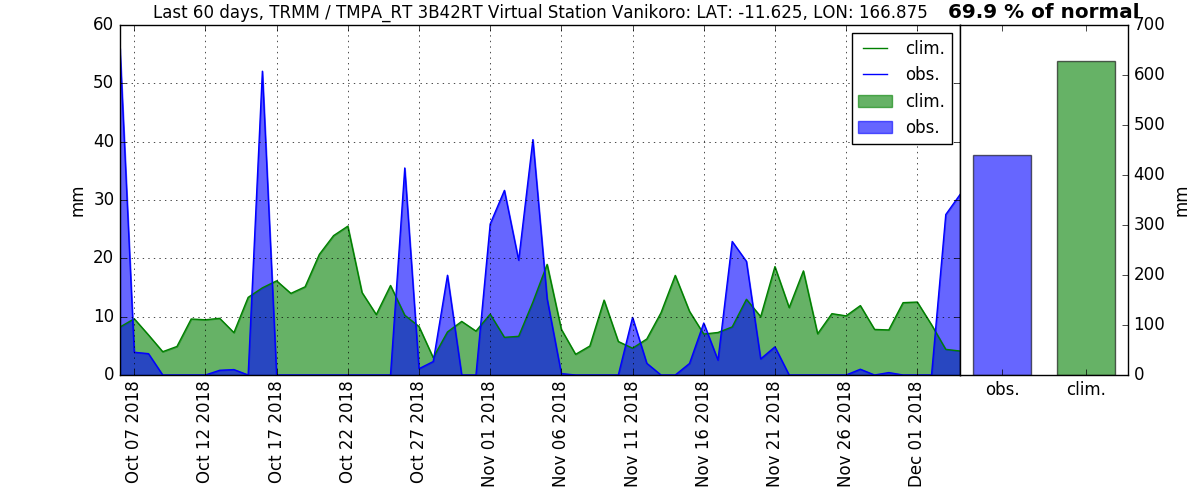 Last 60 days, TRMM / TMPA_RT 3B42RT Virtual Station Vanikoro: LAT: -11.625, LON: 166.875
69.9 % of normal
60
50
40
30
20
10
0
mm
clim.
obs.
clim.
obs.
700
600
500
400
300
200
100
0
mm
Oct 07 2018
Oct 12 2018
Oct 17 2018
Oct 22 2018
Oct 27 2018
Nov 01 2018
Nov 06 2018
Nov 11 2018
Nov 16 2018
Nov 21 2018
Nov 26 2018
Dec 01 2018
obs.
clim.